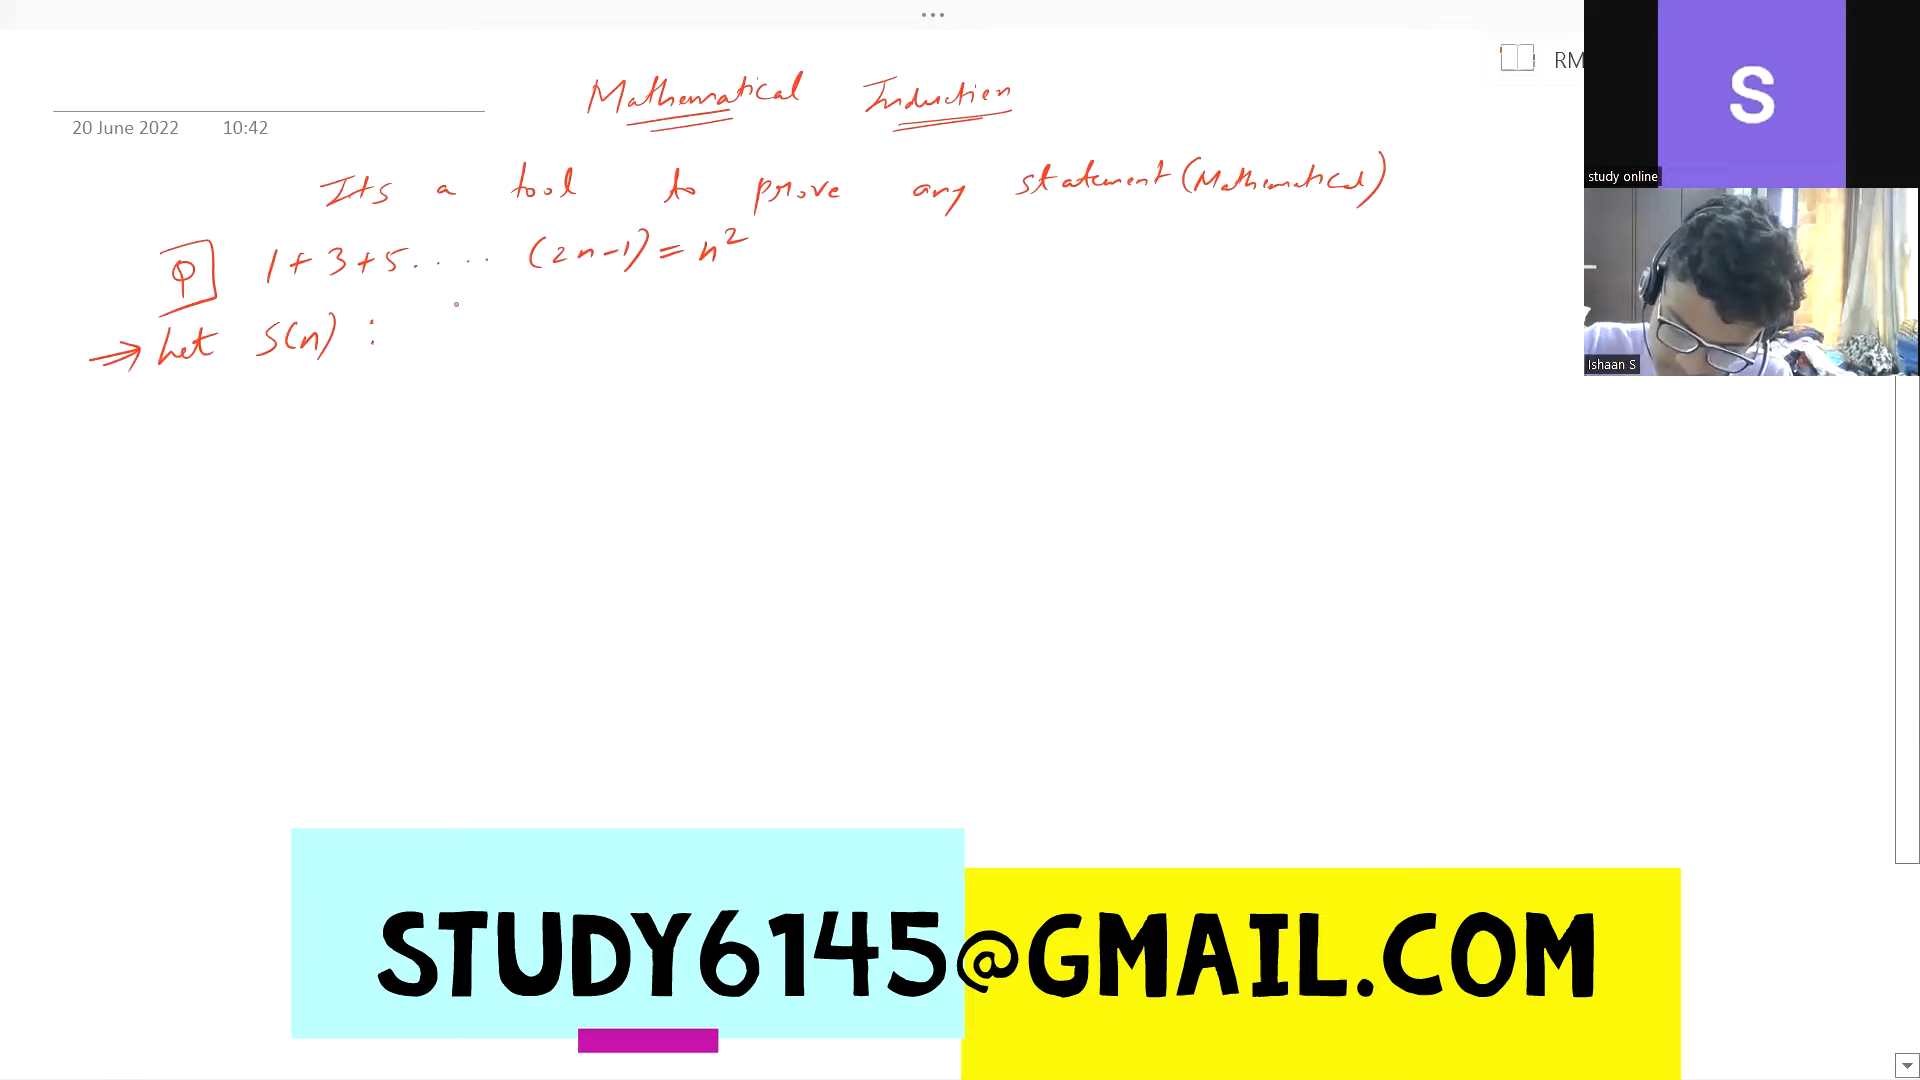 RM
Mathematical Induction
20 June 2022 10:42
Its a tool to prove any statement (Mathematical)
Q 1 + 3 + 5 . . . . . (2n-1) = n²
⇒ Let S(n) :
S
study online
Ishaan S
STUDY6145@GMAIL.COM